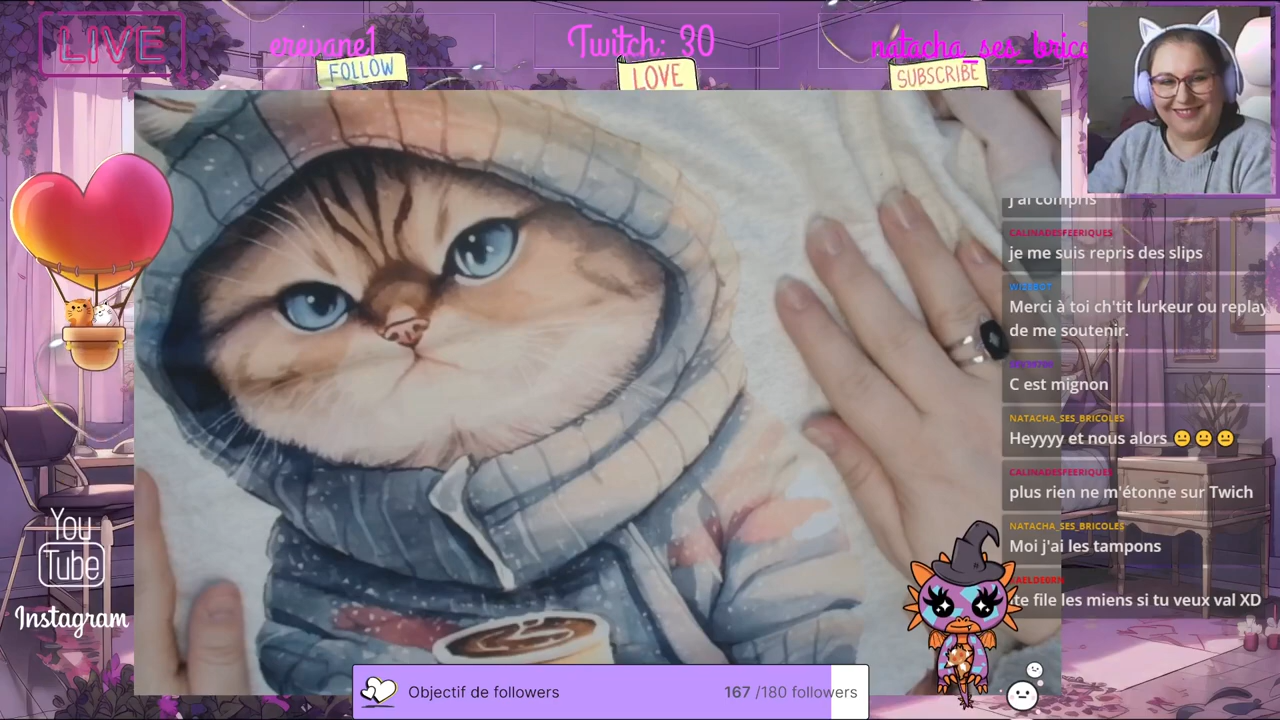 LIVE
erevane1
Twitch: 30
natacha_ses_brico
FOLLOW
LOVE
SUBSCRIBE
j'ai compris
CALINADESFEERIQUES
je me suis repris des slips
Merci à toi ch'tit lurkeur ou replay
de me soutenir.
C est mignon
NATACHA_SES_BRICOLES
Heyyyy et nous alors 😐 😐 😐
CALINADESFEERIQUES
plus rien ne m'étonne sur Twich
NATACHA_SES_BRICOLES
Moi j'ai les tampons
te file les miens si tu veux val XD
You
Tube
Instagram
Objectif de followers
167 /180 followers